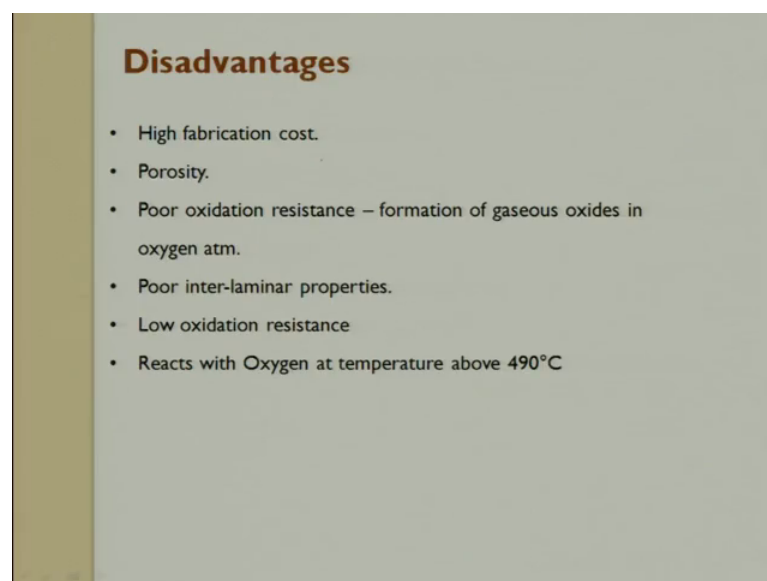 Disadvantages
• High fabrication cost.
• Porosity.
• Poor oxidation resistance – formation of gaseous oxides in
oxygen atm.
• Poor inter-laminar properties.
• Low oxidation resistance
• Reacts with Oxygen at temperature above 490°C